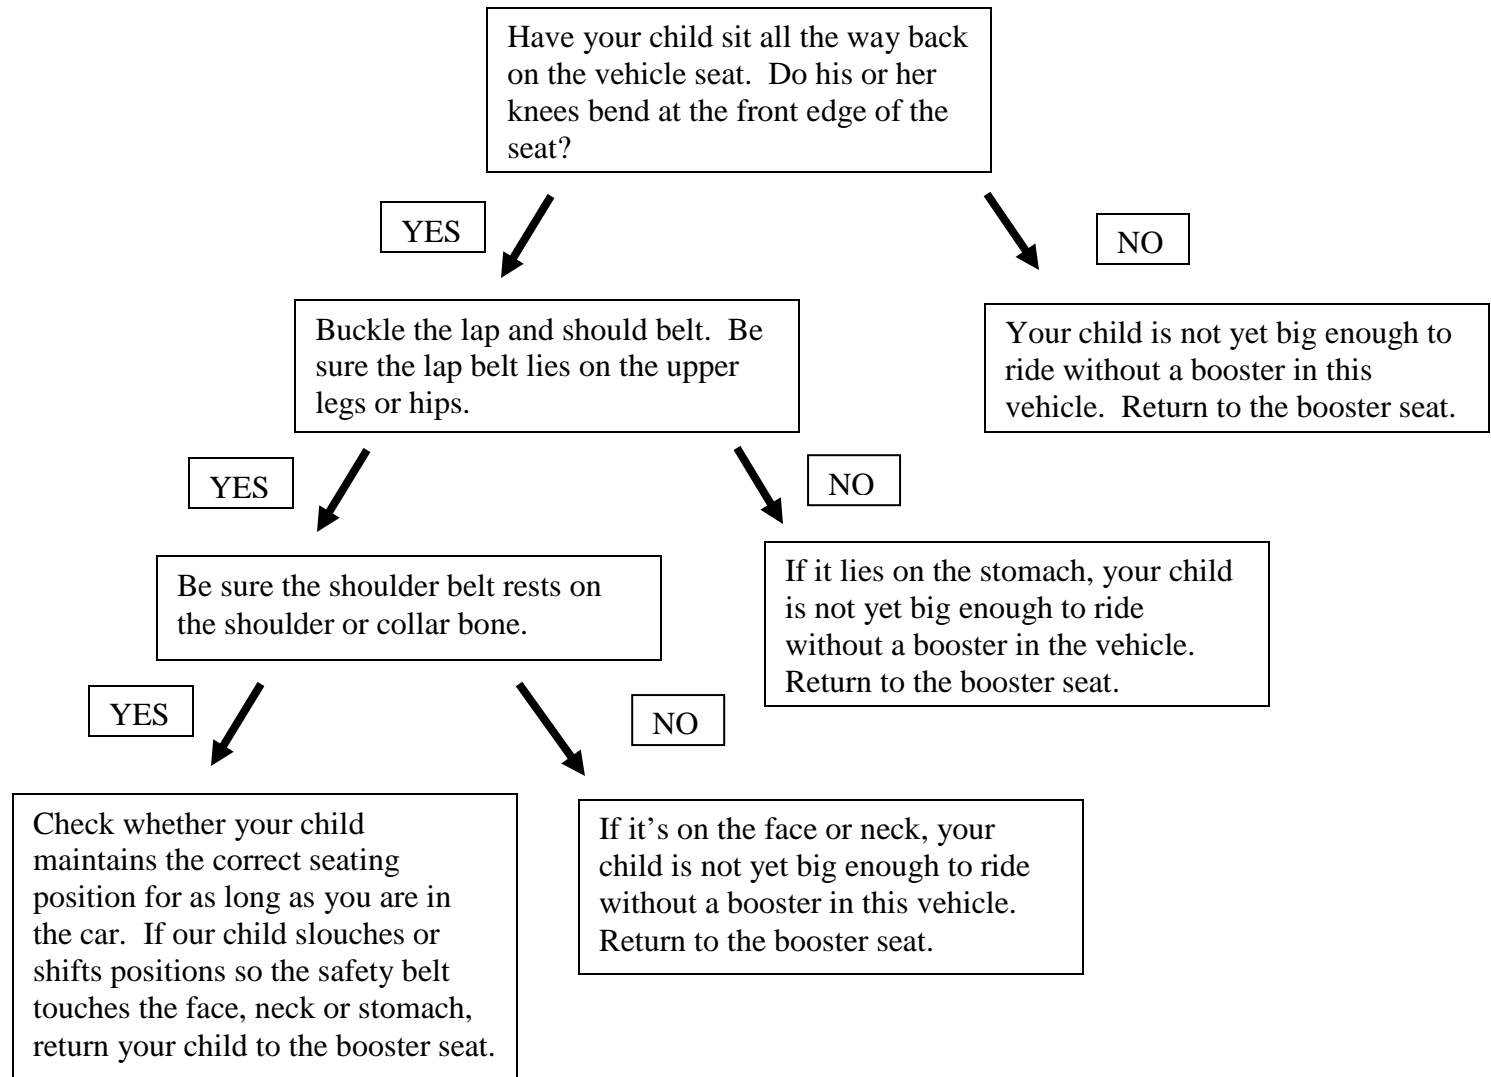 Have your child sit all the way back
on the vehicle seat.  Do his or her
knees bend at the front edge of the
seat?
YES
NO
Buckle the lap and should belt.  Be
sure the lap belt lies on the upper
legs or hips.
Your child is not yet big enough to
ride without a booster in this
vehicle.  Return to the booster seat.
YES
NO
Be sure the shoulder belt rests on
the shoulder or collar bone.
If it lies on the stomach, your child
is not yet big enough to ride
without a booster in the vehicle.
Return to the booster seat.
YES
NO
Check whether your child
maintains the correct seating
position for as long as you are in
the car.  If our child slouches or
shifts positions so the safety belt
touches the face, neck or stomach,
return your child to the booster seat.
If it’s on the face or neck, your
child is not yet big enough to ride
without a booster in this vehicle.
Return to the booster seat.